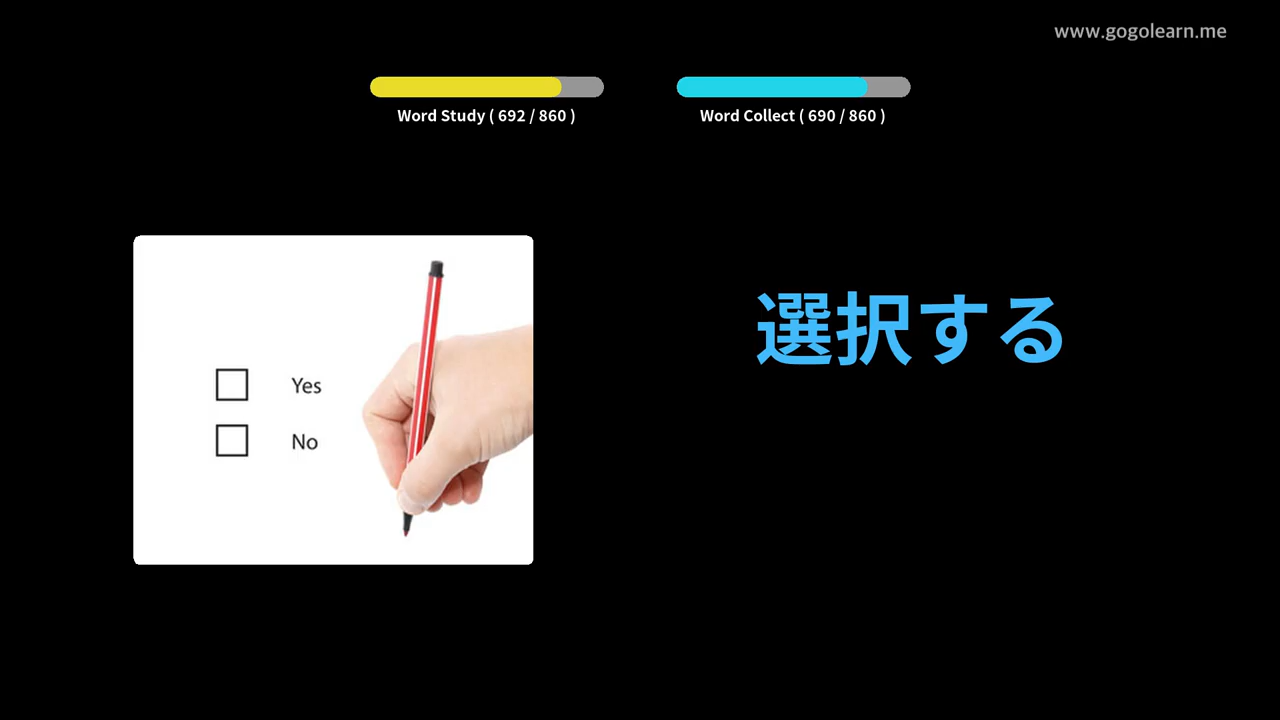 www.gogolearn.me
Word Study ( 692 / 860 )
Word Collect ( 690 / 860 )
選択する
Yes
No